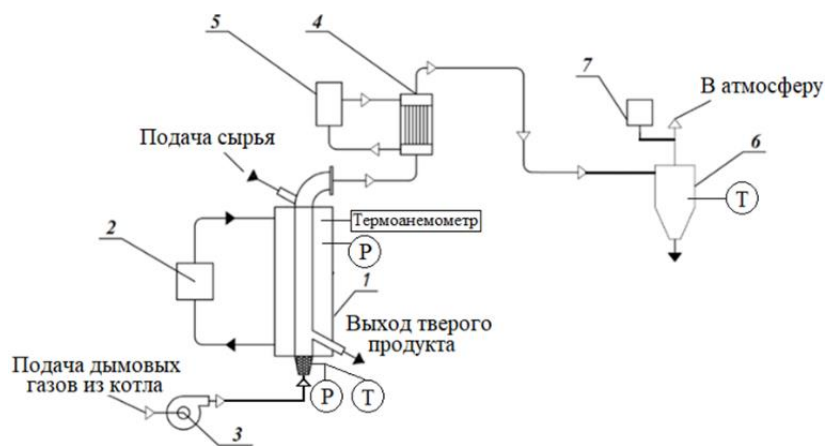 5
4
7
В атмосферу
6
Подача сырья
T
Термоанемометр
P
2
1
Выход тверого
продукта
Подача дымовых
газов из котла
P
T
3